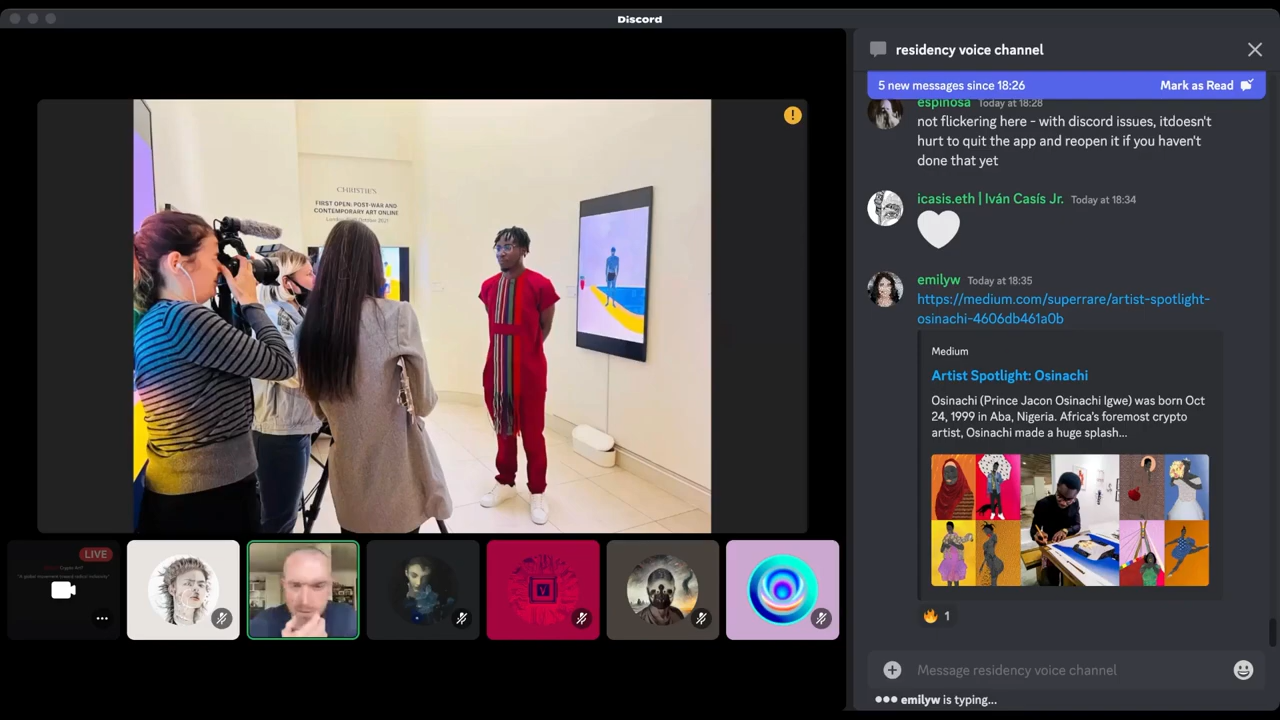 Discord
CHRISTIE'S
FIRST OPEN: POST-WAR AND
CONTEMPORARY ART ONLINE
LIVE
V
residency voice channel
5 new messages since 18:26
Mark as Read
espinosa Today at 18:28
not flickering here - with discord issues, itdoesn't
hurt to quit the app and reopen it if you haven't
done that yet
icasis.eth | Iván Casís Jr. Today at 18:34
emilyw Today at 18:35
https://medium.com/superrare/artist-spotlight-
osinachi-4606db461a0b
Medium
Artist Spotlight: Osinachi
Osinachi (Prince Jacon Osinachi Igwe) was born Oct
24, 1999 in Aba, Nigeria. Africa's foremost crypto
artist, Osinachi made a huge splash...
1
Message residency voice channel
emilyw is typing...